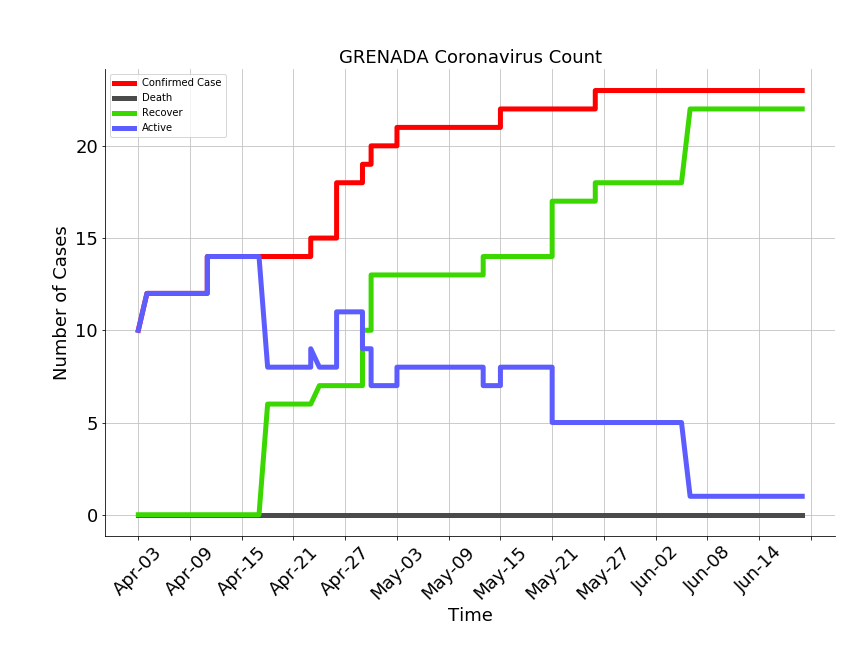 GRENADA Coronavirus Count
Confirmed Case
Death
Recover
Active
20
15
10
5
0
Number of Cases
Apr-03
Apr-09
Apr-15
Apr-21
Apr-27
May-03
May-09
May-15
May-21
May-27
Jun-02
Jun-08
Jun-14
Time